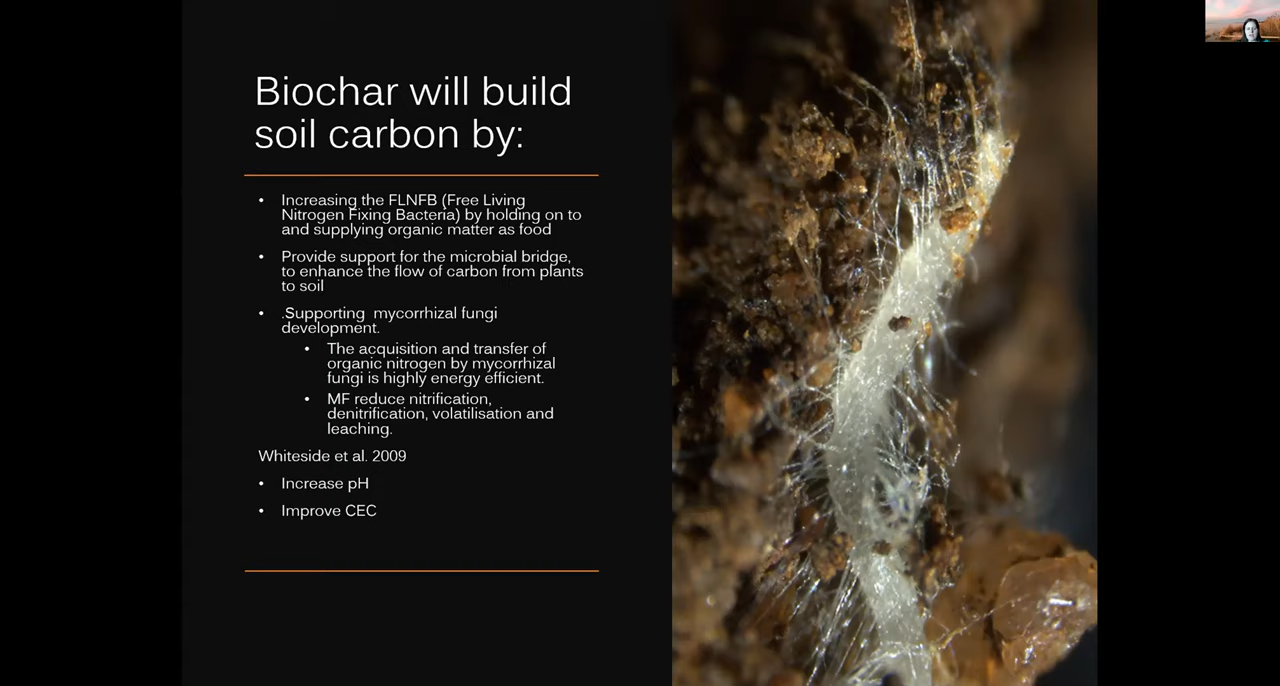 Biochar will build
soil carbon by:
• Increasing the FLNFB (Free Living
Nitrogen Fixing Bacteria) by holding on to
and supplying organic matter as food
• Provide support for the microbial bridge,
to enhance the flow of carbon from plants
to soil
• .Supporting  mycorrhizal fungi
development.
• The acquisition and transfer of
organic nitrogen by mycorrhizal
fungi is highly energy efficient.
• MF reduce nitrification,
denitrification, volatilisation and
leaching.
Whiteside et al. 2009
• Increase pH
• Improve CEC